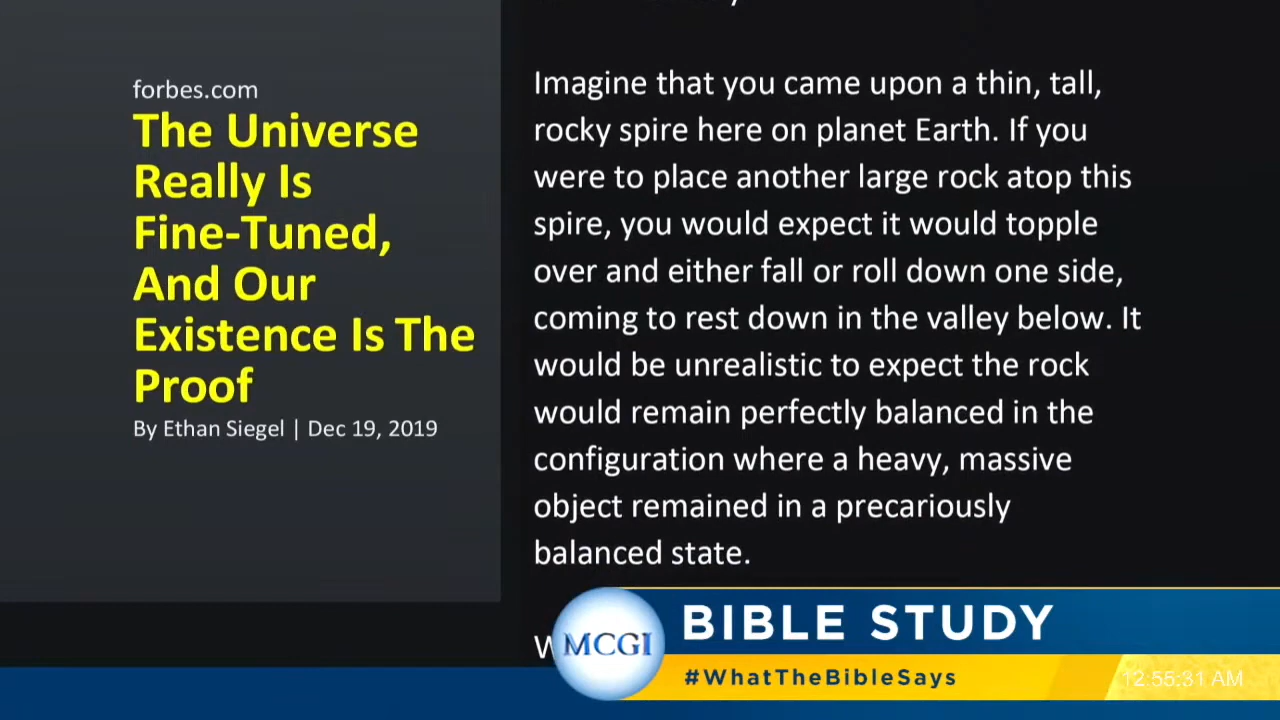 forbes.com
The Universe
Really Is
Fine-Tuned,
And Our
Existence Is The
Proof
By Ethan Siegel | Dec 19, 2019
Imagine that you came upon a thin, tall,
rocky spire here on planet Earth. If you
were to place another large rock atop this
spire, you would expect it would topple
over and either fall or roll down one side,
coming to rest down in the valley below. It
would be unrealistic to expect the rock
would remain perfectly balanced in the
configuration where a heavy, massive
object remained in a precariously
balanced state.
MCGI
BIBLE STUDY
#WhatTheBibleSays
12:55:31 AM